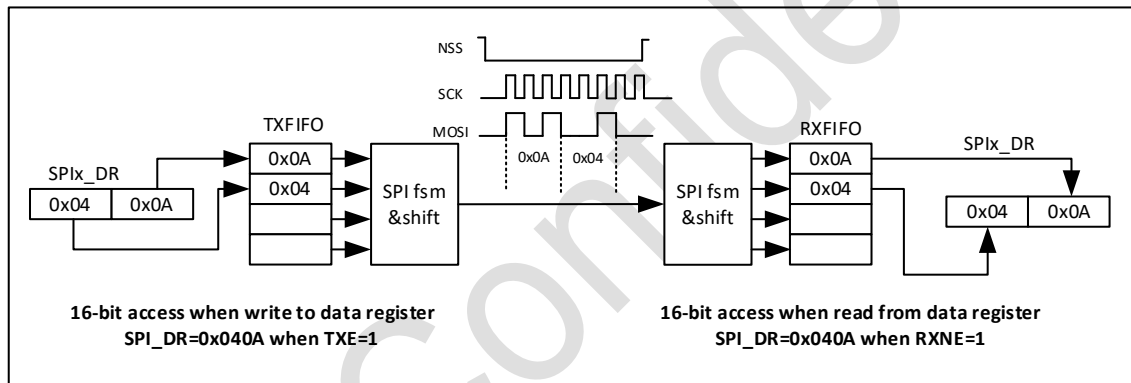 NSS
SCK
MOSI
0x0A 0x04
TXFIFO
0x0A
0x04
SPIx_DR
0x04 0x0A
SPI fsm
&shift
SPI fsm
&shift
RXFIFO
0x0A
0x04
SPIx_DR
0x04 0x0A
16-bit access when write to data register
SPI_DR=0x040A when TXE=1
16-bit access when read from data register
SPI_DR=0x040A when RXNE=1
Confide